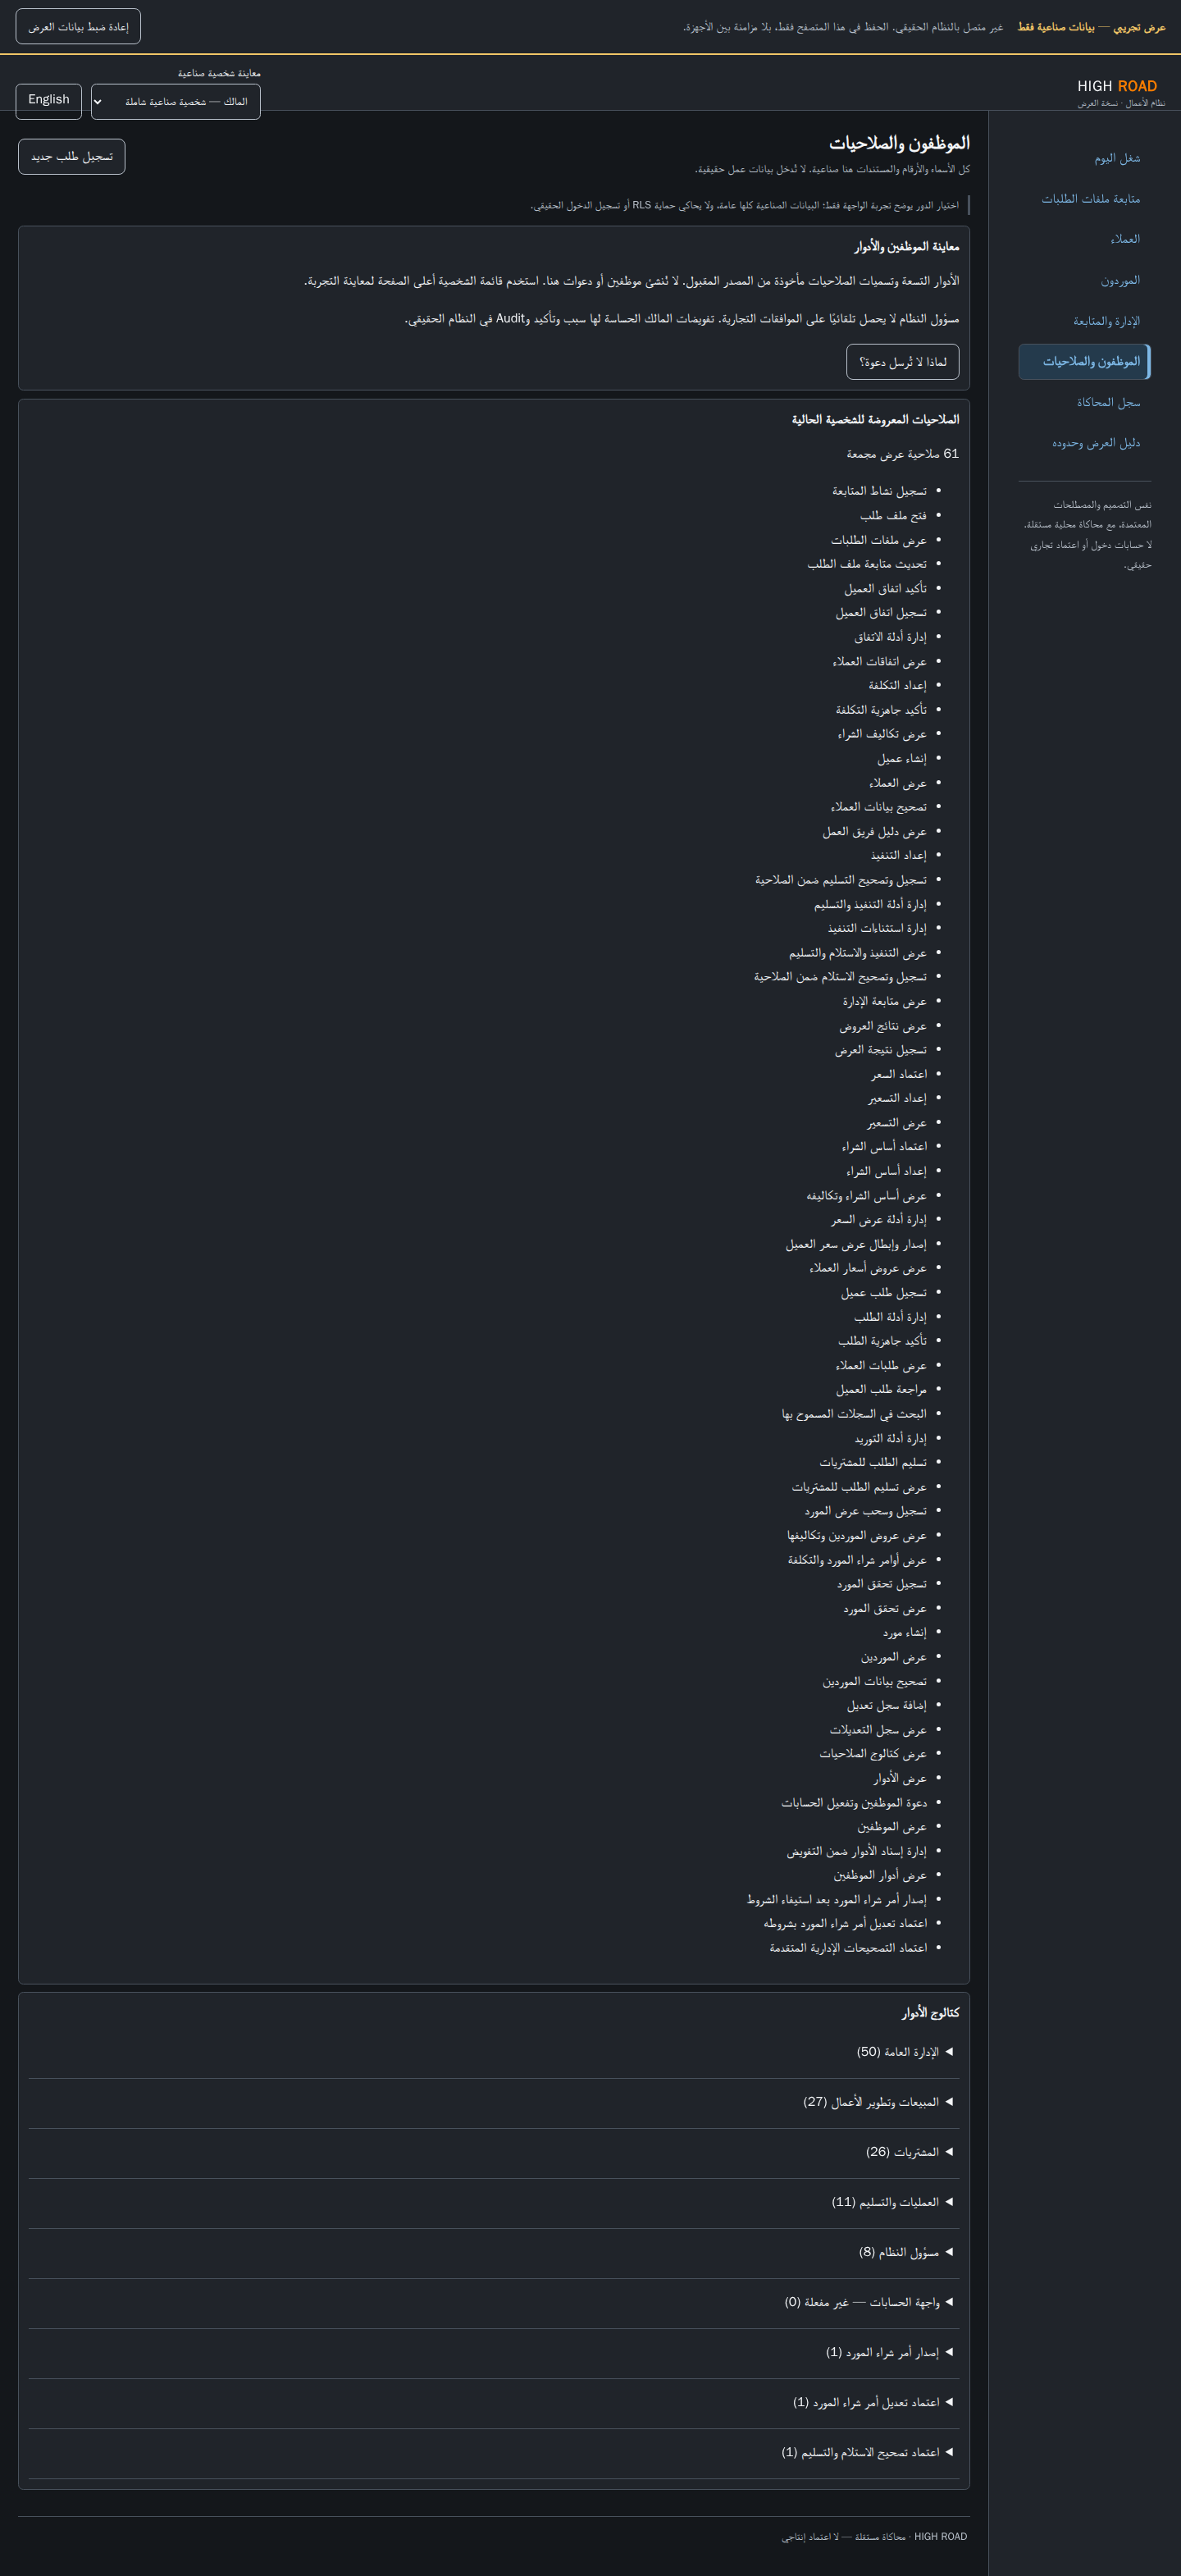 عرض تجريبي — بيانات صناعية فقط
غير متصل بالنظام الحقيقي. الحفظ في هذا المتصفح فقط، بلا مزامنة بين الأجهزة.
إعادة ضبط بيانات العرض
HIGH ROAD
نظام الأعمال · نسخة العرض
معاينة شخصية صناعية
المالك — شخصية صناعية شاملة
English
شغل اليوم
متابعة ملفات الطلبات
العملاء
الموردون
الإدارة والمتابعة
الموظفون والصلاحيات
سجل المحاكاة
دليل العرض وحدوده
نفس التصميم والمصطلحات
المعتمدة، مع محاكاة محلية مستقلة.
لا حسابات دخول أو اعتماد تجاري
حقيقي.
الموظفون والصلاحيات
كل الأسماء والأرقام والمستندات هنا صناعية. لا تُدخل بيانات عمل حقيقية.
تسجيل طلب جديد
اختيار الدور يوضح تجربة الواجهة فقط؛ البيانات الصناعية كلها عامة، ولا يحاكي حماية RLS أو تسجيل الدخول الحقيقي.
معاينة الموظفين والأدوار
الأدوار التسعة وتسميات الصلاحيات مأخوذة من المصدر المقبول. لا تُنشئ موظفين أو دعوات هنا. استخدم قائمة الشخصية أعلى الصفحة لمعاينة التجربة.
مسؤول النظام لا يحصل تلقائيًا على الموافقات التجارية. تفويضات المالك الحساسة لها سبب وتأكيد وAudit في النظام الحقيقي.
لماذا لا تُرسل دعوة؟
الصلاحيات المعروضة للشخصية الحالية
61 صلاحية عرض مجمعة
تسجيل نشاط المتابعة
فتح ملف طلب
عرض ملفات الطلبات
تحديث متابعة ملف الطلب
تأكيد اتفاق العميل
تسجيل اتفاق العميل
إدارة أدلة الاتفاق
عرض اتفاقات العملاء
إعداد التكلفة
تأكيد جاهزية التكلفة
عرض تكاليف الشراء
إنشاء عميل
عرض العملاء
تصحيح بيانات العملاء
عرض دليل فريق العمل
إعداد التنفيذ
تسجيل وتصحيح التسليم ضمن الصلاحية
إدارة أدلة التنفيذ والتسليم
إدارة استثناءات التنفيذ
عرض التنفيذ والاستلام والتسليم
تسجيل وتصحيح الاستلام ضمن الصلاحية
عرض متابعة الإدارة
عرض نتائج العروض
تسجيل نتيجة العرض
اعتماد السعر
إعداد التسعير
عرض التسعير
اعتماد أساس الشراء
إعداد أساس الشراء
عرض أساس الشراء وتكاليفه
إدارة أدلة عرض السعر
إصدار وإبطال عرض سعر العميل
عرض عروض أسعار العملاء
تسجيل طلب عميل
إدارة أدلة الطلب
تأكيد جاهزية الطلب
عرض طلبات العملاء
مراجعة طلب العميل
البحث في السجلات المسموح بها
إدارة أدلة التوريد
تسليم الطلب للمشتريات
عرض تسليم الطلب للمشتريات
تسجيل وسحب عرض المورد
عرض عروض الموردين وتكاليفها
عرض أوامر شراء المورد والتكلفة
تسجيل تحقق المورد
عرض تحقق المورد
إنشاء مورد
عرض الموردين
تصحيح بيانات الموردين
إضافة سجل تعديل
عرض سجل التعديلات
عرض كتالوج الصلاحيات
عرض الأدوار
دعوة الموظفين وتفعيل الحسابات
عرض الموظفين
إدارة إسناد الأدوار ضمن التفويض
عرض أدوار الموظفين
إصدار أمر شراء المورد بعد استيفاء الشروط
اعتماد تعديل أمر شراء المورد بشروطه
اعتماد التصحيحات الإدارية المتقدمة
كتالوج الأدوار
الإدارة العامة (50)
المبيعات وتطوير الأعمال (27)
المشتريات (26)
العمليات والتسليم (11)
مسؤول النظام (8)
واجهة الحسابات — غير مفعلة (0)
إصدار أمر شراء المورد (1)
اعتماد تعديل أمر شراء المورد (1)
اعتماد تصحيح الاستلام والتسليم (1)
HIGH ROAD · محاكاة مستقلة — لا اعتماد إنتاجي